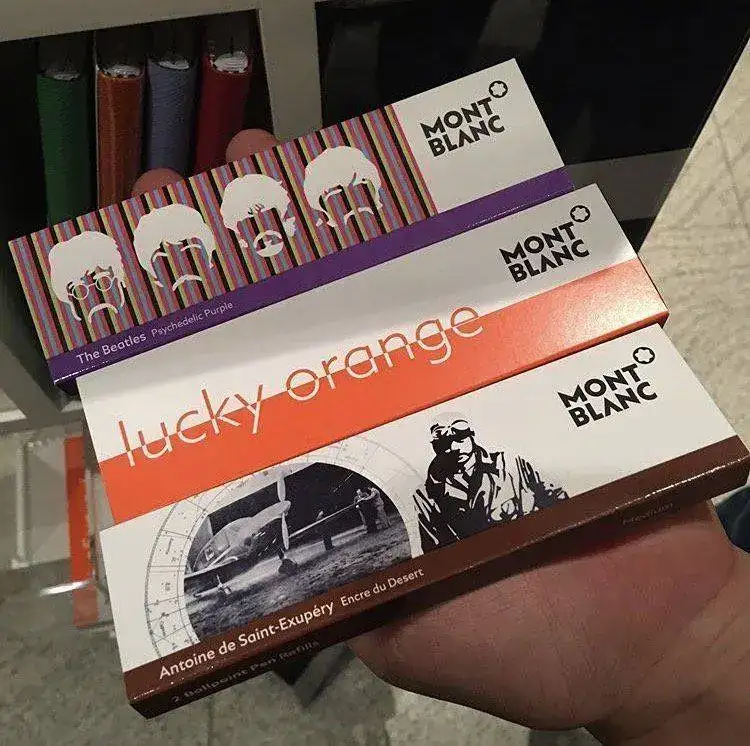 MONT
BLANC
The Beatles Psychedelic Purple
MONT
BLANC
lucky orange
MONT
BLANC
Antoine de Saint-Exupéry Encre du Desert
2 Ballpoint Pen Refills
Medium